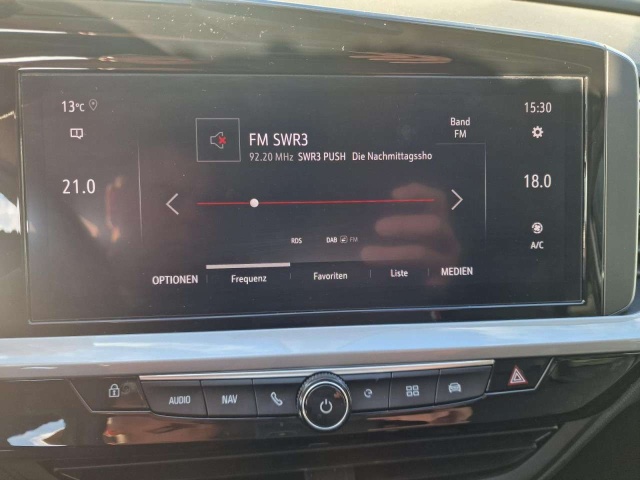 13°C
15:30
Band
FM
FM SWR3
92.20 MHz SWR3 PUSH Die Nachmittagssho
21.0
18.0
RDS DAB FM
A/C
OPTIONEN Frequenz Favoriten Liste MEDIEN
AUDIO NAV